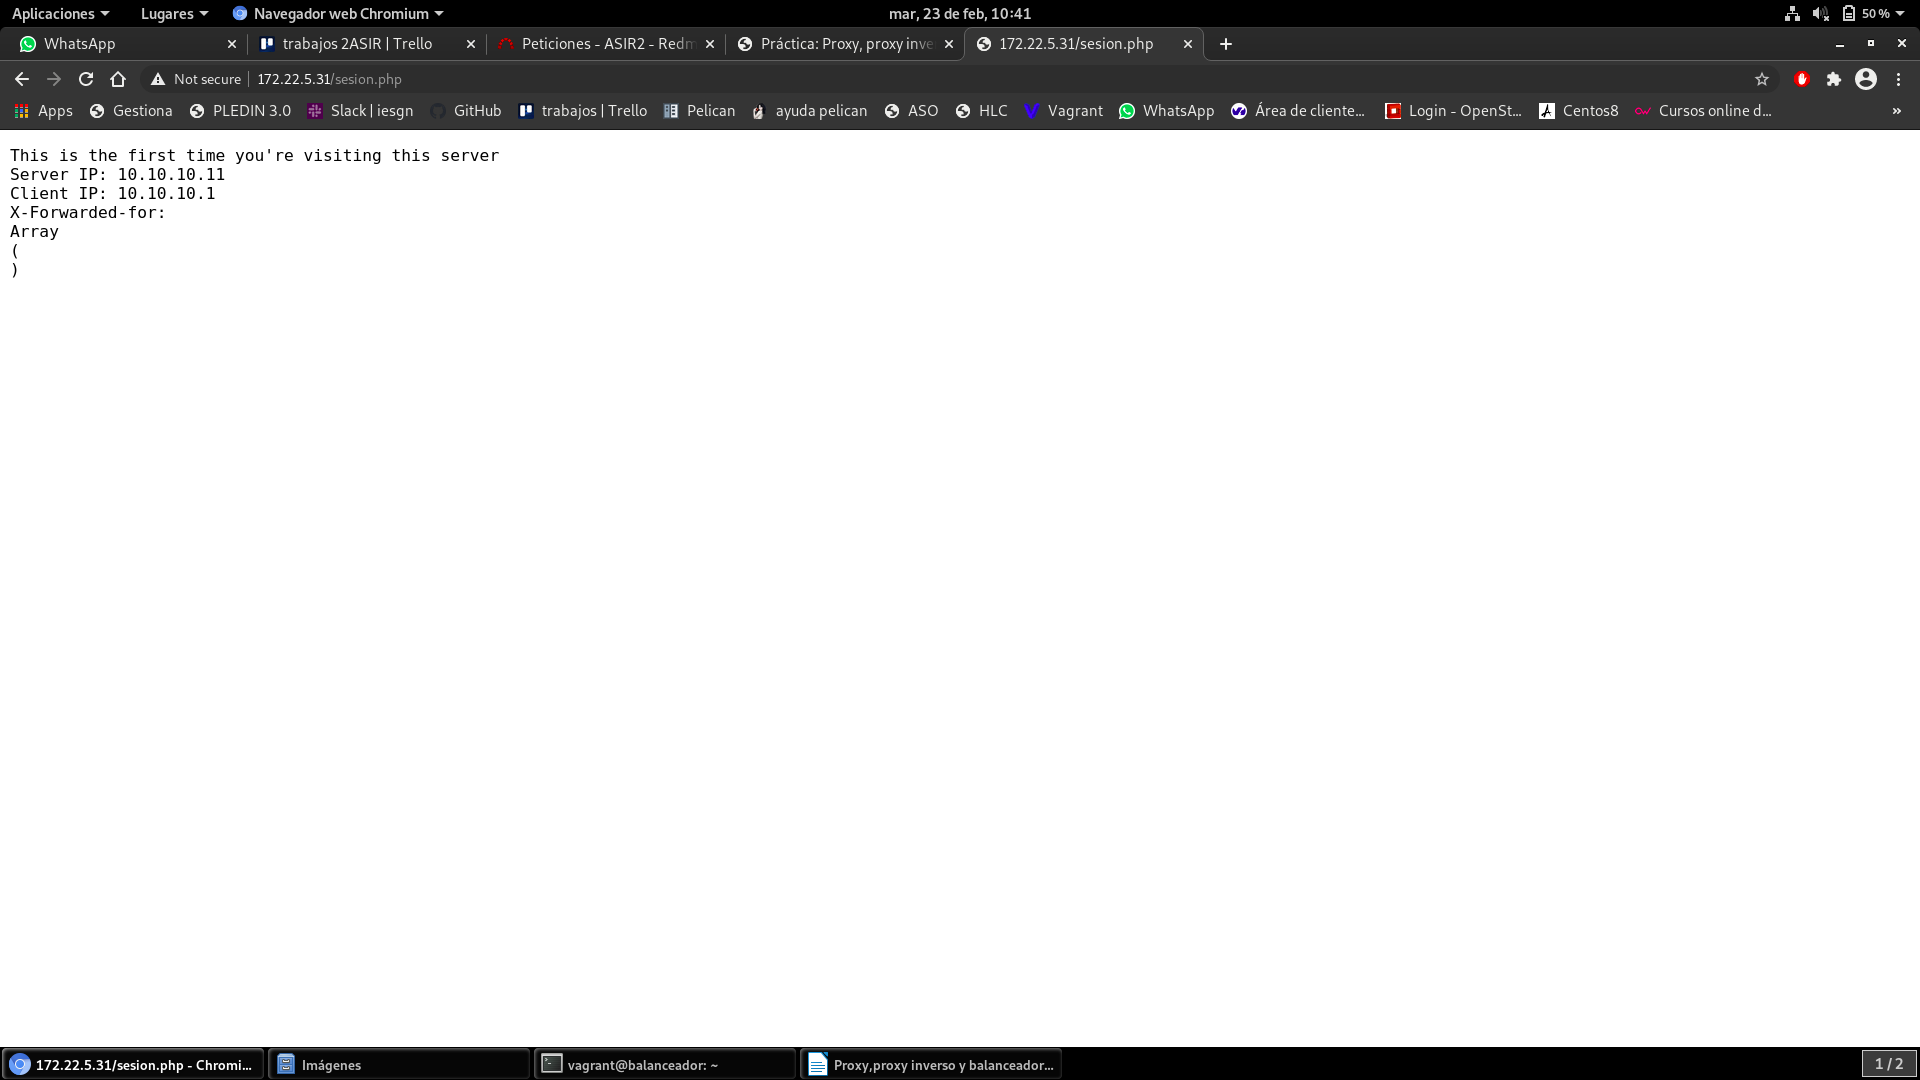 Aplicaciones Lugares Navegador web Chromium mar, 23 de feb, 10:41 50 %
WhatsApp trabajos 2ASIR | Trello Peticiones - ASIR2 - Redm Práctica: Proxy, proxy inve 172.22.5.31/sesion.php
Not secure 172.22.5.31/sesion.php
Apps Gestiona PLEDIN 3.0 Slack | iesgn GitHub trabajos | Trello Pelican ayuda pelican ASO HLC Vagrant WhatsApp Área de cliente... Login - OpenSt... Centos8 Cursos online d... »
This is the first time you're visiting this server
Server IP: 10.10.10.11
Client IP: 10.10.10.1
X-Forwarded-for:
Array
(
)
172.22.5.31/sesion.php - Chromi... Imágenes vagrant@balanceador: ~ Proxy,proxy inverso y balanceador... 1 / 2